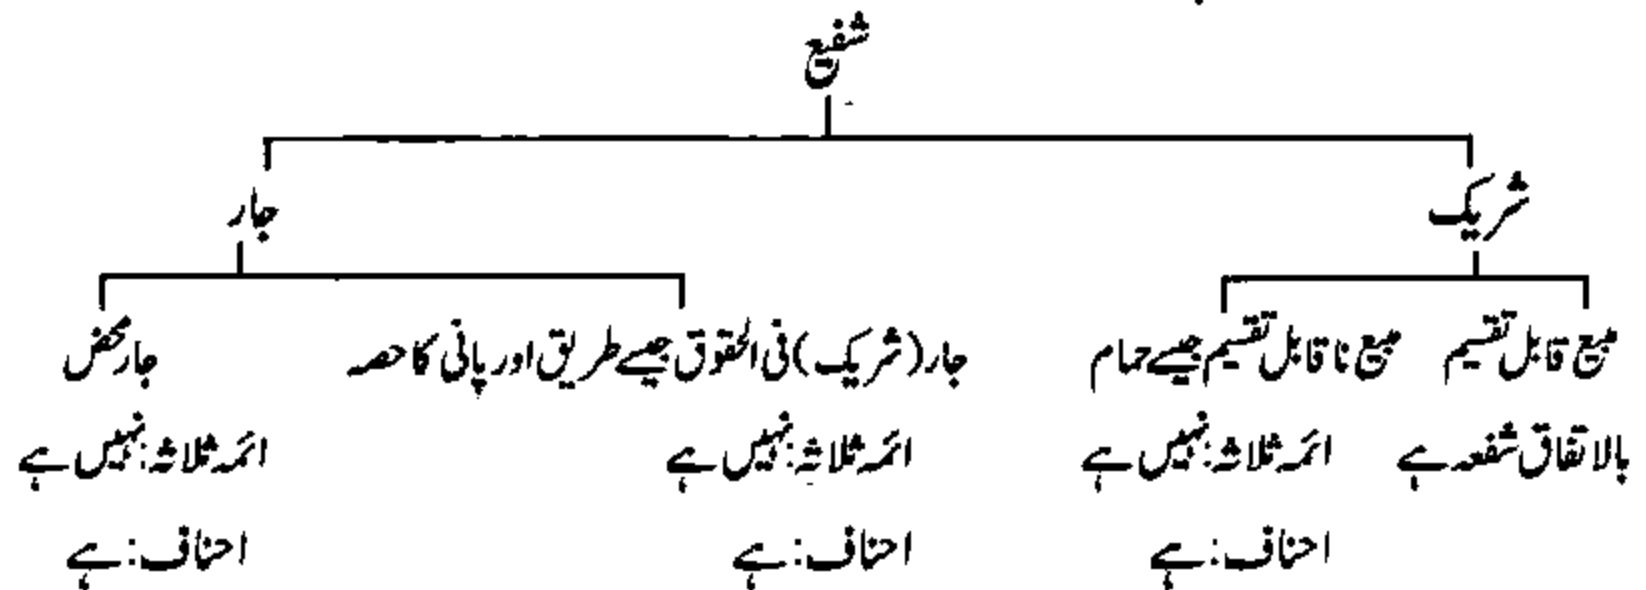 شفیع
شریک
جار
مبیع قابل تقسیم
مبیع ناقابل تقسیم جیسے حمام
جار (شریک) فی الحقوق جیسے طریق اور پانی کا حصہ
جار محض
بالاتفاق شفعہ ہے
ائمہ ثلاثہ: نہیں ہے
ائمہ ثلاثہ: نہیں ہے
ائمہ ثلاثہ: نہیں ہے
احناف: ہے
احناف: ہے
احناف: ہے